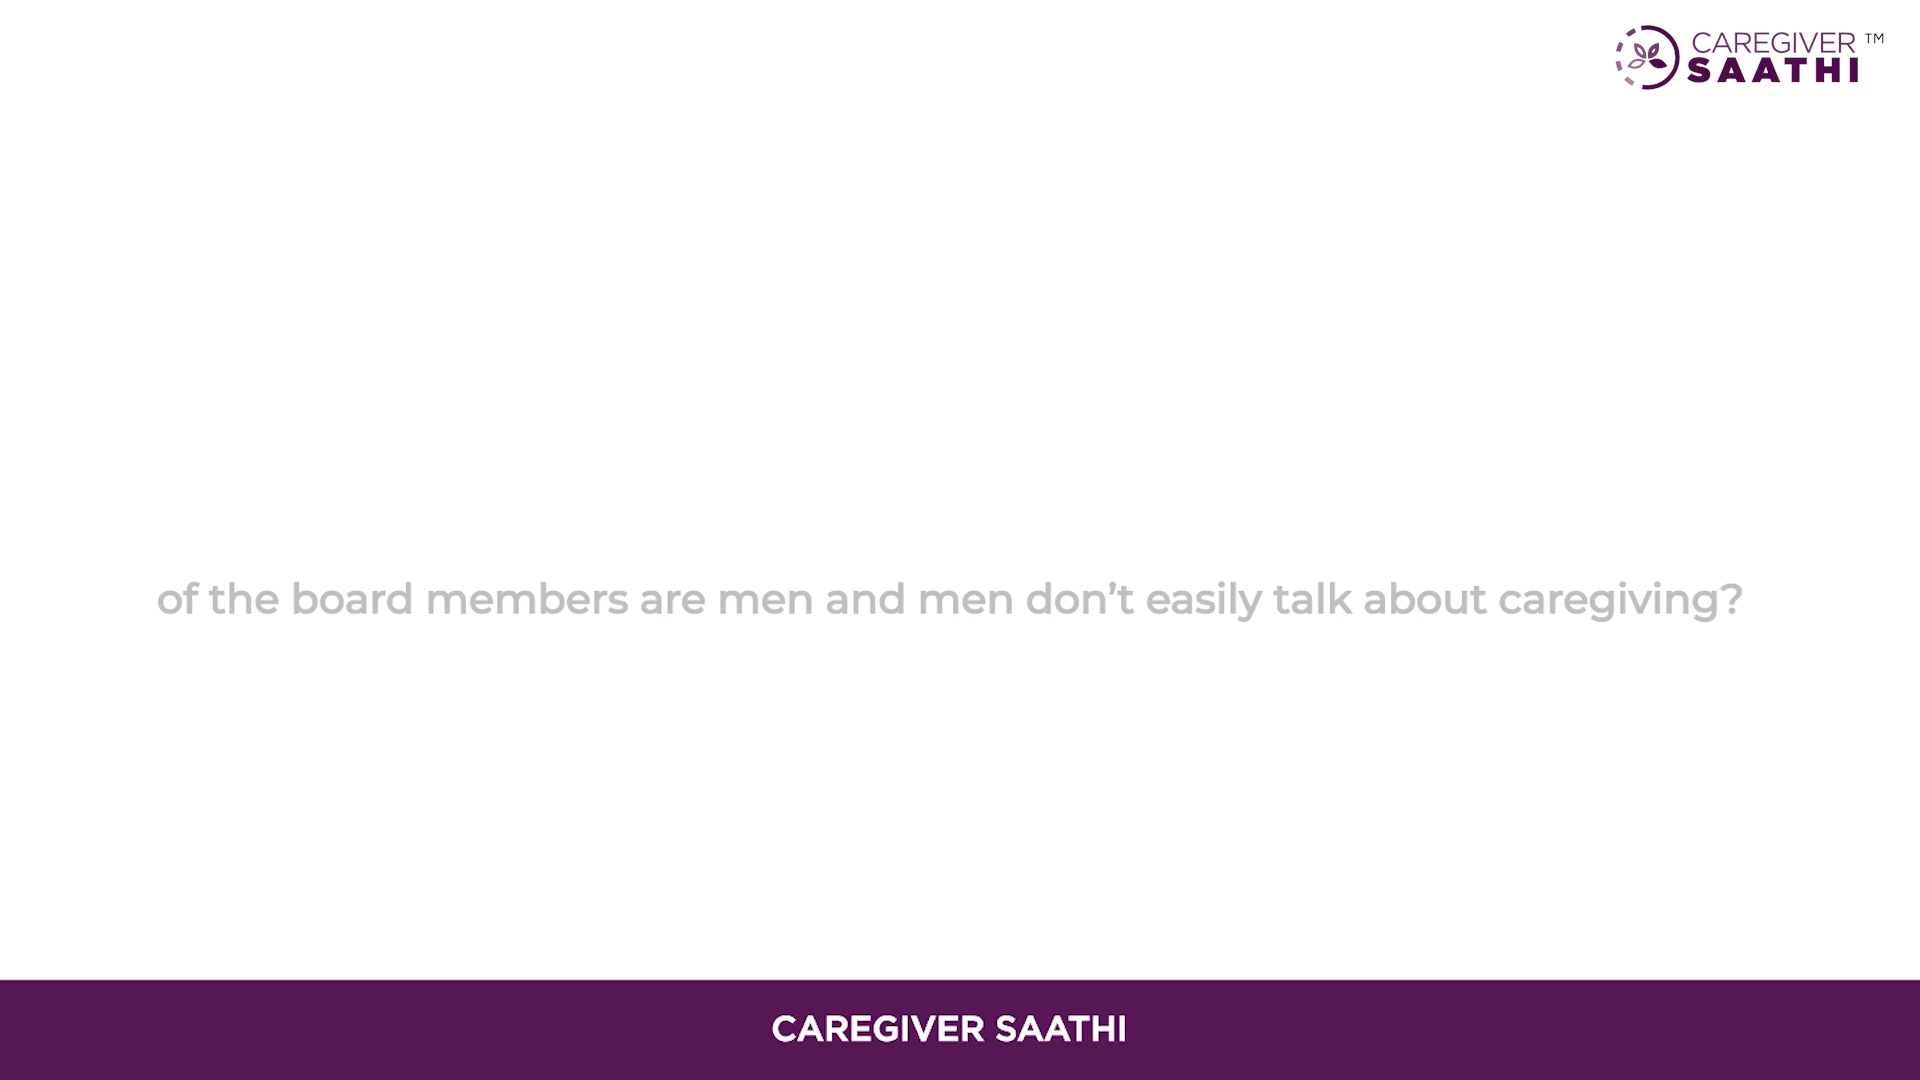 CAREGIVER TM
SAATHI
of the board members are men and men don’t easily talk about caregiving?
CAREGIVER SAATHI